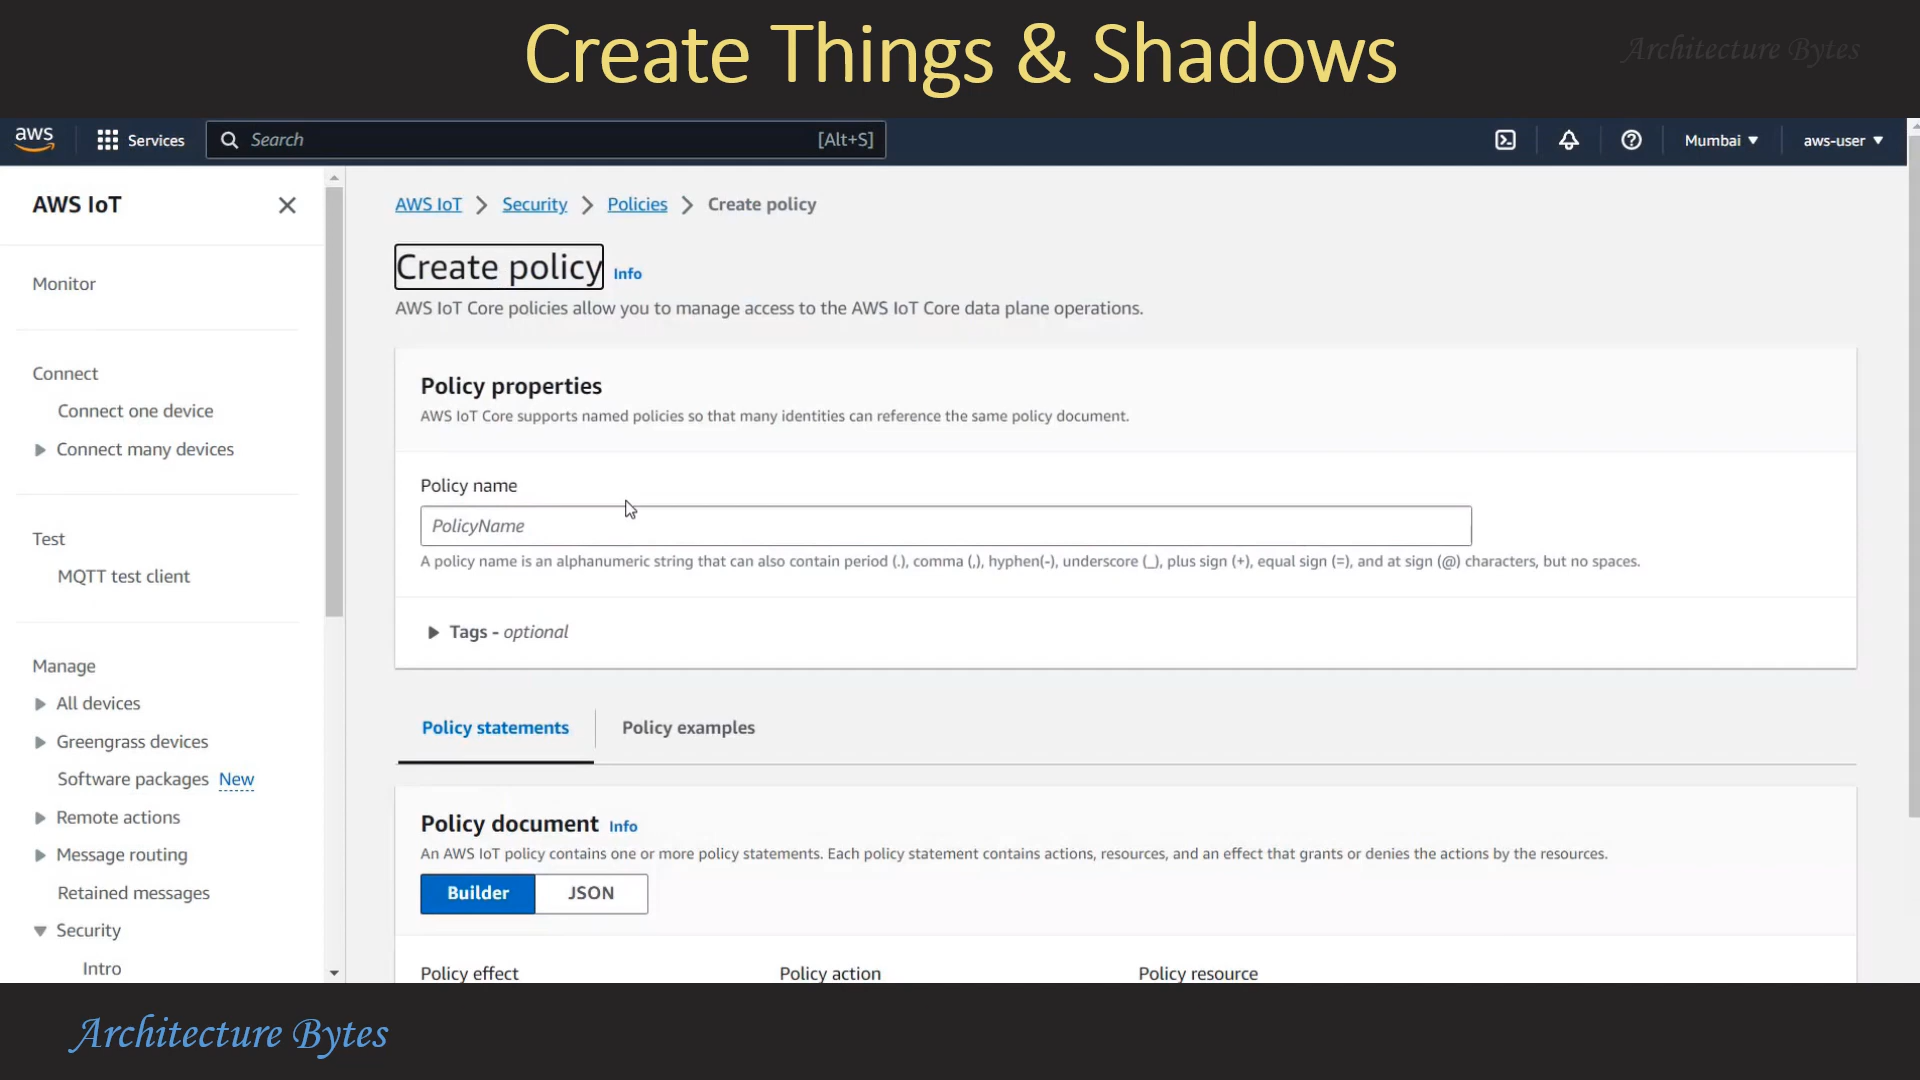 Create Things & Shadows
Architecture Bytes
aws
Services
Search
[Alt+S]
Mumbai
aws-user
AWS IoT
Monitor
Connect
Connect one device
Connect many devices
Test
MQTT test client
Manage
All devices
Greengrass devices
Software packages New
Remote actions
Message routing
Retained messages
Security
Intro
AWS IoT > Security > Policies > Create policy
Create policy Info
AWS IoT Core policies allow you to manage access to the AWS IoT Core data plane operations.
Policy properties
AWS IoT Core supports named policies so that many identities can reference the same policy document.
Policy name
PolicyName
A policy name is an alphanumeric string that can also contain period (.), comma (,), hyphen(-), underscore (_), plus sign (+), equal sign (=), and at sign (@) characters, but no spaces.
Tags - optional
Policy statements
Policy examples
Policy document Info
An AWS IoT policy contains one or more policy statements. Each policy statement contains actions, resources, and an effect that grants or denies the actions by the resources.
Builder
JSON
Policy effect
Policy action
Policy resource
Architecture Bytes